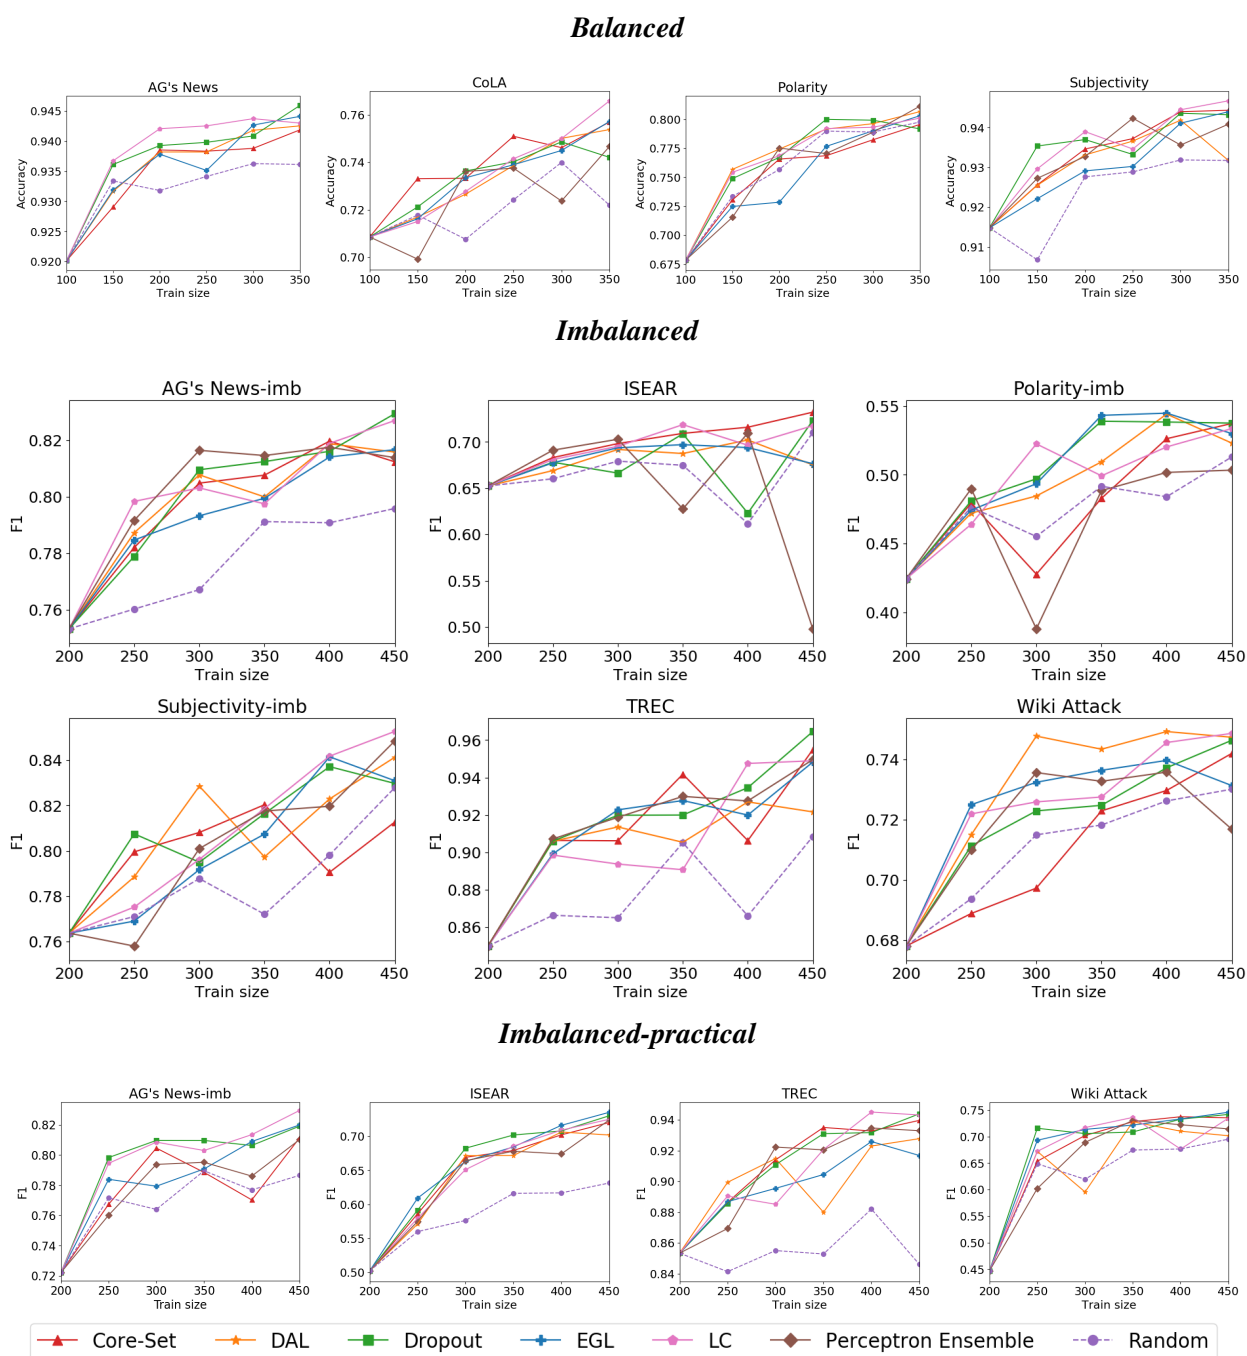 Balanced
AG's News CoLA Polarity Subjectivity
Accuracy 0.945 0.940 0.935 0.930 0.925 0.920
100 150 200 250 300 350
Train size
Accuracy 0.76 0.74 0.72 0.70
100 150 200 250 300 350
Train size
Accuracy 0.800 0.775 0.750 0.725 0.700 0.675
100 150 200 250 300 350
Train size
Accuracy 0.94 0.93 0.92 0.91
100 150 200 250 300 350
Train size
Imbalanced
AG's News-imb ISEAR Polarity-imb
F1 0.82 0.80 0.78 0.76
200 250 300 350 400 450
Train size
F1 0.70 0.65 0.60 0.55 0.50
200 250 300 350 400 450
Train size
F1 0.55 0.50 0.45 0.40
200 250 300 350 400 450
Train size
Subjectivity-imb TREC Wiki Attack
F1 0.84 0.82 0.80 0.78 0.76
200 250 300 350 400 450
Train size
F1 0.96 0.94 0.92 0.90 0.88 0.86
200 250 300 350 400 450
Train size
F1 0.74 0.72 0.70 0.68
200 250 300 350 400 450
Train size
Imbalanced-practical
AG's News-imb ISEAR TREC Wiki Attack
F1 0.82 0.80 0.78 0.76 0.74 0.72
200 250 300 350 400 450
Train size
F1 0.70 0.65 0.60 0.55 0.50
200 250 300 350 400 450
Train size
F1 0.94 0.92 0.90 0.88 0.86 0.84
200 250 300 350 400 450
Train size
F1 0.75 0.70 0.65 0.60 0.55 0.50 0.45
200 250 300 350 400 450
Train size
Core-Set DAL Dropout EGL LC Perceptron Ensemble Random